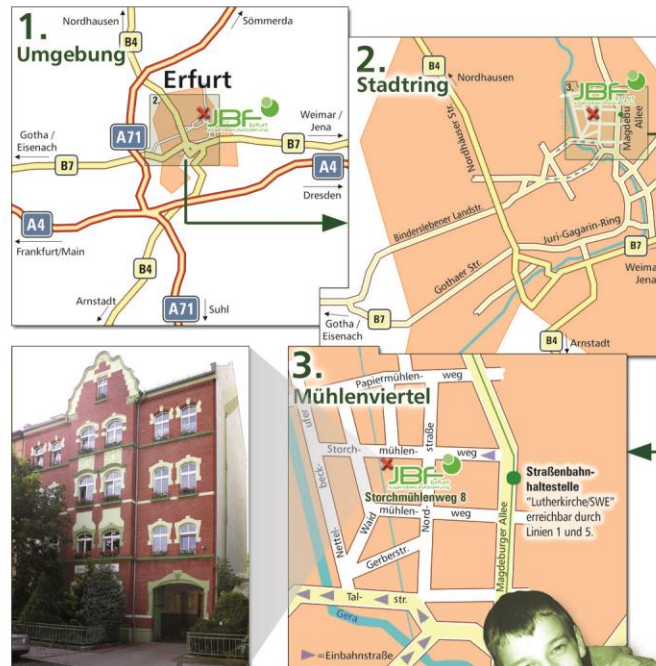 1.
Umgebung
Nordhausen
Sömmerda
B4
Erfurt
2.
JBF
Erfurt
A71
Gotha /
Eisenach
B7
Weimar /
Jena
B7
A4
Dresden
A4
Frankfurt/Main
B4
Arnstadt
A71
Suhl
2.
Stadtring
B4
Nordhausen
3.
JBF
Nordhäuser Str.
Allee
Binderslebener Landstr.
Juri-Gagarin-Ring
Gothaer Str.
B7
Weimar
Jena
B7
Gotha /
Eisenach
B4
Arnstadt
3.
Mühlenviertel
Papiermühlen-
weg
ufer
straße
Storch-
mühlen-
weg
JBF
Erfurt
Storchmühlenweg 8
beck-
Wald
mühlen-
weg
Nord-
Nettel-
Gerberstr.
Magdeburger Allee
Tal-
str.
Gera
=Einbahnstraße
Straßenbahn-
haltestelle
"Lutherkirche/SWE"
erreichbar durch
Linien 1 und 5.